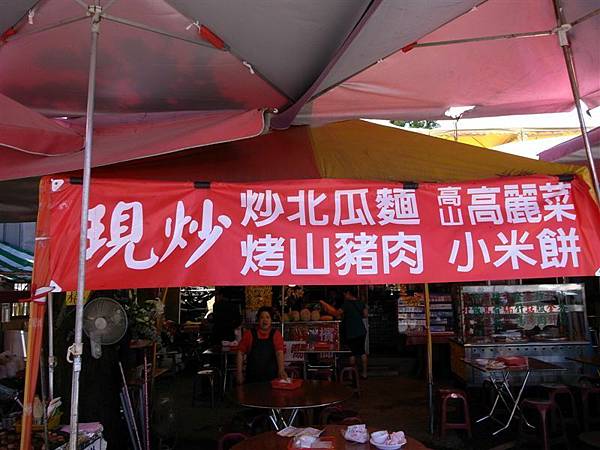 現炒
炒北瓜麵 高山高麗菜
烤山豬肉 小米餅